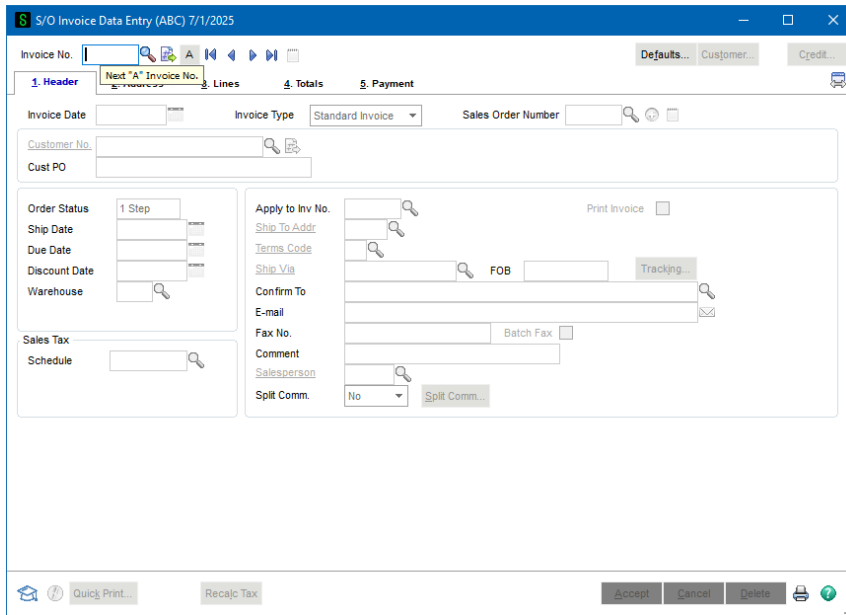 S S/O Invoice Data Entry (ABC) 7/1/2025
Invoice No. A Defaults... Customer... Credit...
Next "A" Invoice No.
1. Header 3. Lines 4. Totals 5. Payment
Invoice Date Invoice Type Standard Invoice Sales Order Number
Customer No.
Cust PO
Order Status 1 Step Apply to Inv No. Print Invoice
Ship Date Ship To Addr
Due Date Terms Code
Discount Date Ship Via FOB Tracking...
Warehouse Confirm To
E-mail
Sales Tax Fax No. Batch Fax
Schedule Comment
Salesperson
Split Comm. No Split Comm...
Quick Print... Recalc Tax Accept Cancel Delete ?